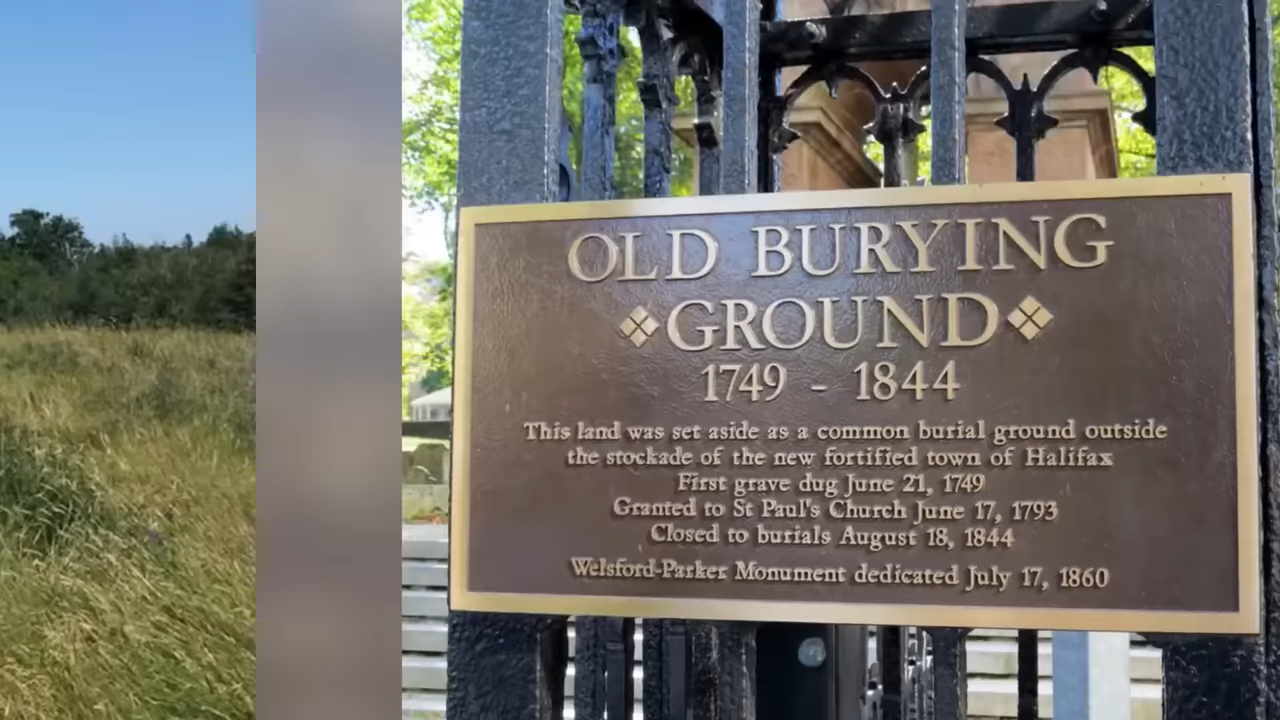 OLD BURYING
GROUND
1749 - 1844
This land was set aside as a common burial ground outside
the stockade of the new fortified town of Halifax
First grave dug June 21, 1749
Granted to St Paul's Church June 17, 1793
Closed to burials August 18, 1844
Welsford-Parker Monument dedicated July 17, 1860